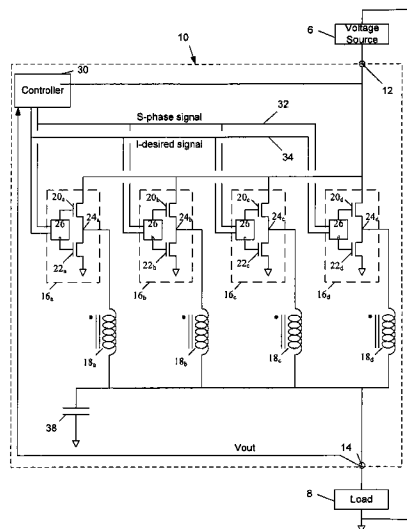 6
Voltage
Source
10
30
12
Controller
S-phase signal
32
I-desired signal
34
20a
20b
20c
20d
26
24a
26
24b
26
24c
26
24d
22a
22b
22c
22d
16a
16b
16c
16d
18a
18b
18c
18d
38
Vout
14
8
Load